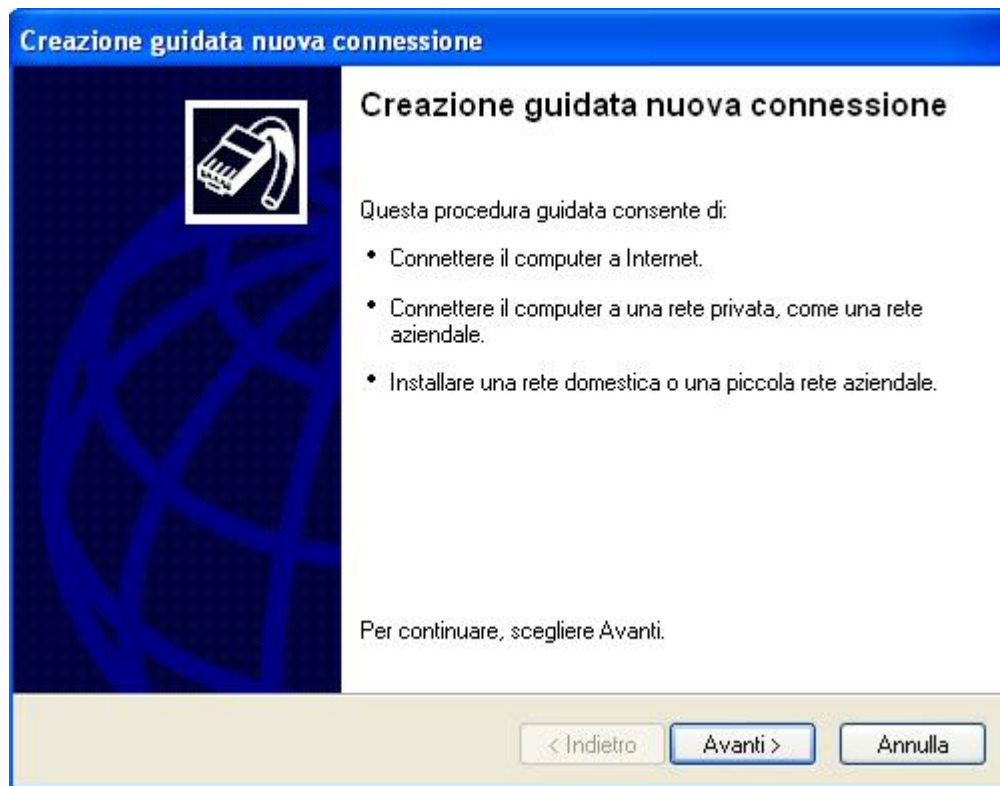 Creazione guidata nuova connessione
Creazione guidata nuova connessione
Questa procedura guidata consente di:
• Connettere il computer a Internet.
• Connettere il computer a una rete privata, come una rete
aziendale.
• Installare una rete domestica o una piccola rete aziendale.
Per continuare, scegliere Avanti.
< Indietro
Avanti >
Annulla